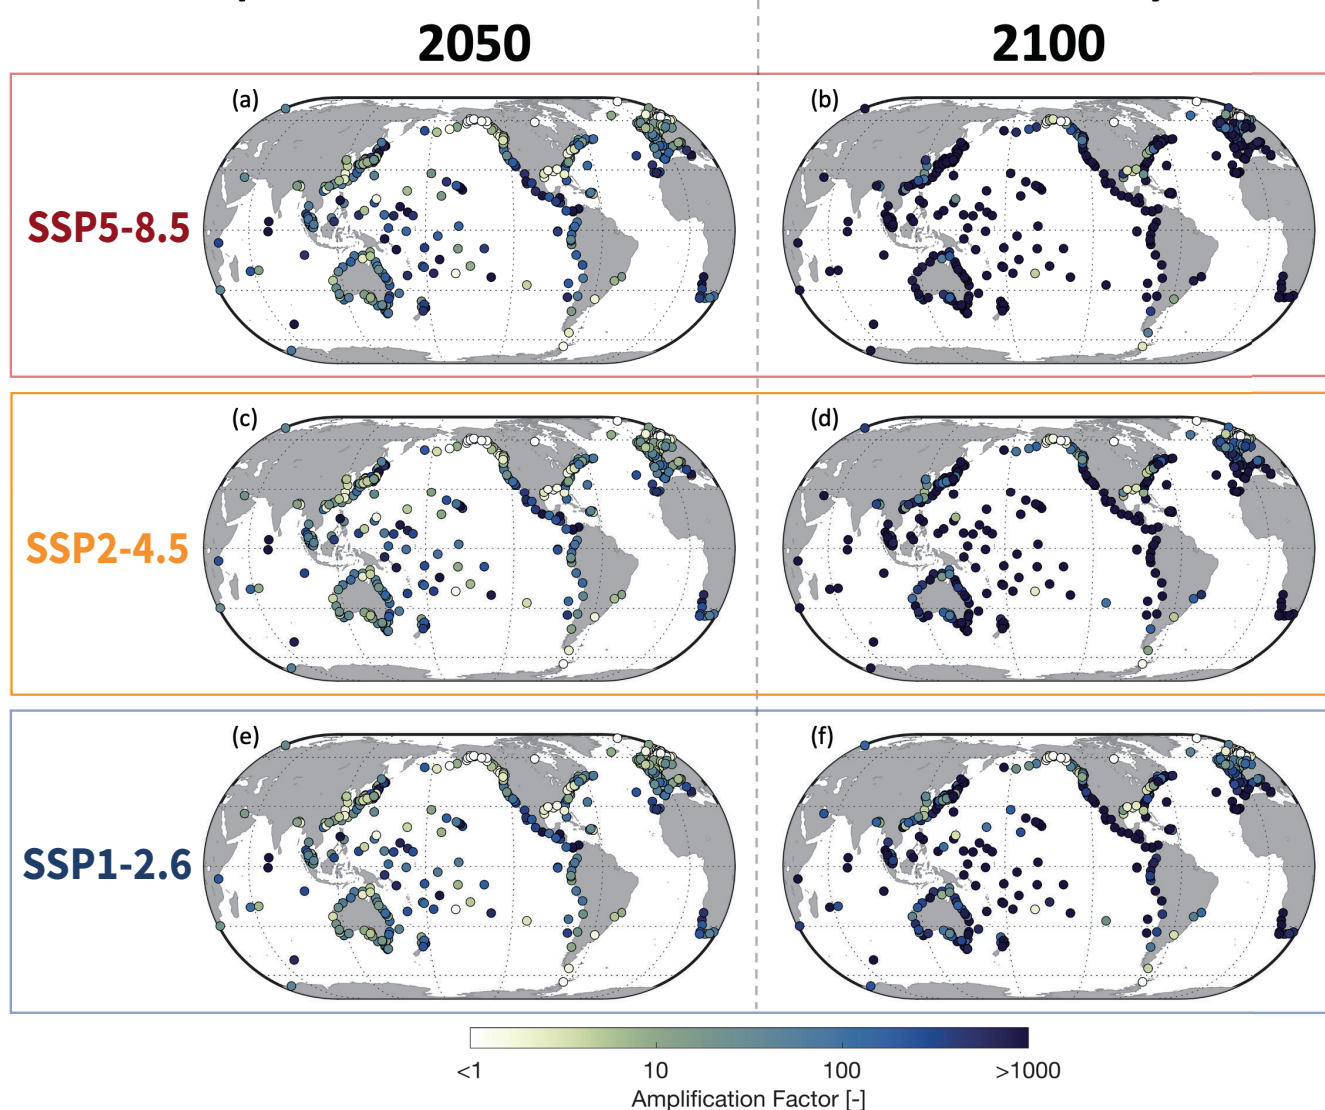 2050 2100
(a) (b)
SSP5-8.5
(c) (d)
SSP2-4.5
(e) (f)
SSP1-2.6
<1 10 100 >1000
Amplification Factor [-]